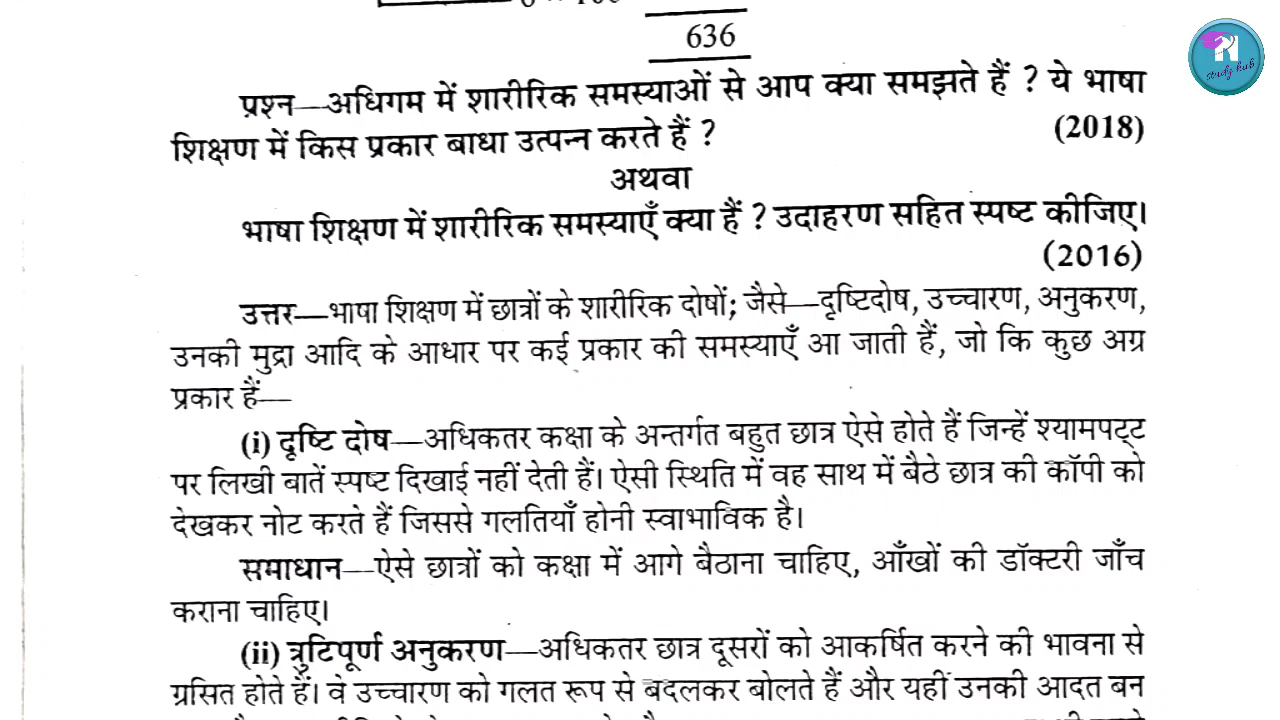 636
प्रश्न—अधिगम में शारीरिक समस्याओं से आप क्या समझते हैं ? ये भाषा
शिक्षण में किस प्रकार बाधा उत्पन्न करते हैं ? (2018)
अथवा
भाषा शिक्षण में शारीरिक समस्याएँ क्या हैं ? उदाहरण सहित स्पष्ट कीजिए।
(2016)
उत्तर—भाषा शिक्षण में छात्रों के शारीरिक दोषों; जैसे—दृष्टिदोष, उच्चारण, अनुकरण,
उनकी मुद्रा आदि के आधार पर कई प्रकार की समस्याएँ आ जाती हैं, जो कि कुछ अग्र
प्रकार हैं—
(i) दृष्टि दोष—अधिकतर कक्षा के अन्तर्गत बहुत छात्र ऐसे होते हैं जिन्हें श्यामपट्ट
पर लिखी बातें स्पष्ट दिखाई नहीं देती हैं। ऐसी स्थिति में वह साथ में बैठे छात्र की कॉपी को
देखकर नोट करते हैं जिससे गलतियाँ होनी स्वाभाविक है।
समाधान—ऐसे छात्रों को कक्षा में आगे बैठाना चाहिए, आँखों की डॉक्टरी जाँच
कराना चाहिए।
(ii) त्रुटिपूर्ण अनुकरण—अधिकतर छात्र दूसरों को आकर्षित करने की भावना से
ग्रसित होते हैं। वे उच्चारण को गलत रूप से बदलकर बोलते हैं और यहीं उनकी आदत बन
study hub